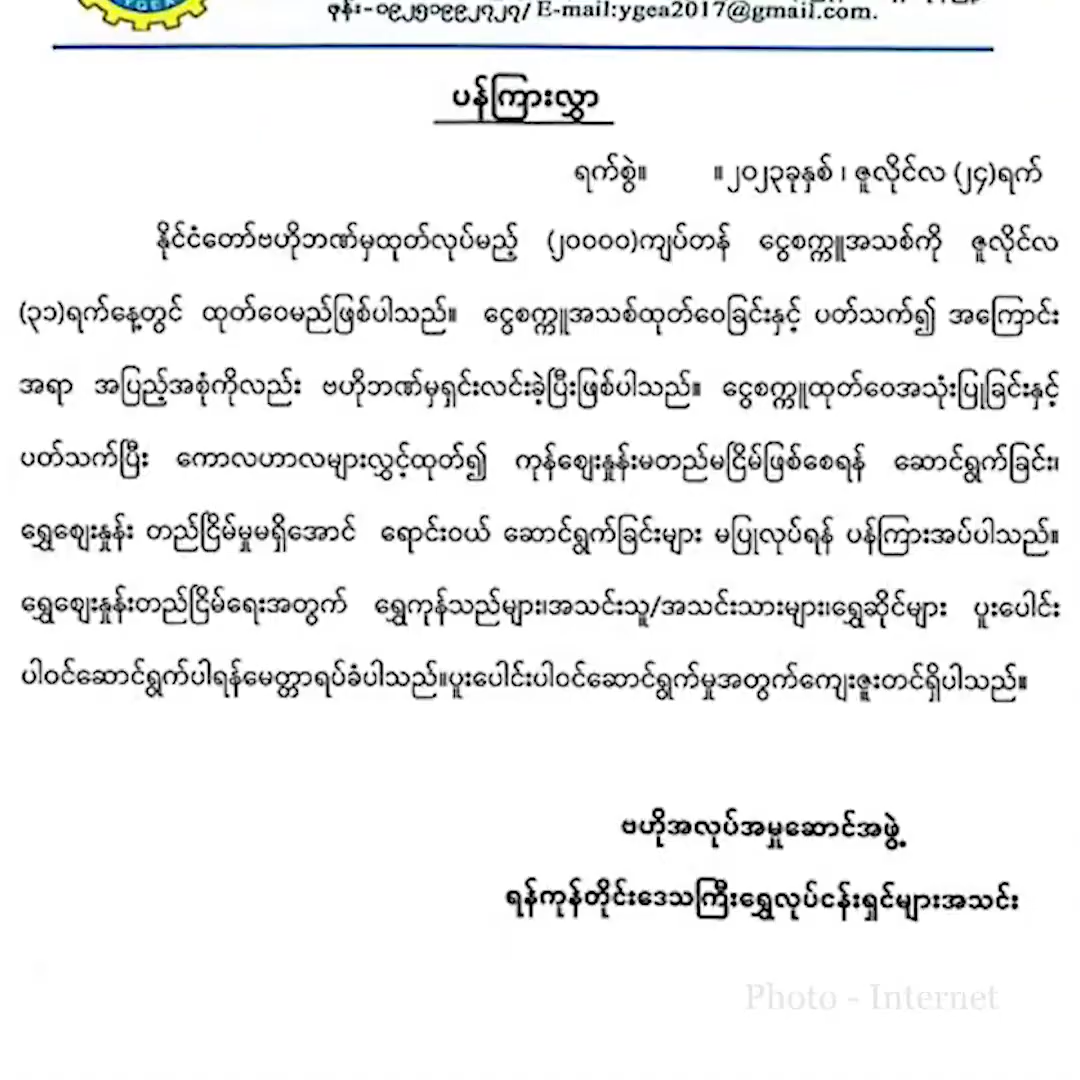 ဖုန်း-၀၉၂၅၁၉၉၂၇၂၇/ E-mail:ygea2017@gmail.com.
ပန်ကြားလွှာ
ရက်စွဲ။ ။၂၀၂၃ခုနှစ် ၊ ဇူလိုင်လ (၂၄)ရက်
နိုင်ငံတော်ဗဟိုဘဏ်မှထုတ်လုပ်မည့် (၂၀၀၀၀)ကျပ်တန် ငွေစက္ကူအသစ်ကို ဇူလိုင်လ
(၃၁)ရက်နေ့တွင် ထုတ်ဝေမည်ဖြစ်ပါသည်။ ငွေစက္ကူအသစ်ထုတ်ဝေခြင်းနှင့် ပတ်သက်၍ အကြောင်း
အရာ အပြည့်အစုံကိုလည်း ဗဟိုဘဏ်မှရှင်းလင်းခဲ့ပြီးဖြစ်ပါသည်။ ငွေစက္ကူထုတ်ဝေအသုံးပြုခြင်းနှင့်
ပတ်သက်ပြီး ကောလဟာလများလွှင့်ထုတ်၍ ကုန်ဈေးနှုန်းမတည်မငြိမ်ဖြစ်စေရန် ဆောင်ရွက်ခြင်း၊
ရွှေဈေးနှုန်း တည်ငြိမ်မှုမရှိအောင် ရောင်းဝယ် ဆောင်ရွက်ခြင်းများ မပြုလုပ်ရန် ပန်ကြားအပ်ပါသည်။
ရွှေဈေးနှုန်းတည်ငြိမ်ရေးအတွက် ရွှေကုန်သည်များ၊အသင်းသူ/အသင်းသားများ၊ရွှေဆိုင်များ ပူးပေါင်း
ပါဝင်ဆောင်ရွက်ပါရန်မေတ္တာရပ်ခံပါသည်။ပူးပေါင်းပါဝင်ဆောင်ရွက်မှုအတွက်ကျေးဇူးတင်ရှိပါသည်။
ဗဟိုအလုပ်အမှုဆောင်အဖွဲ့
ရန်ကုန်တိုင်းဒေသကြီးရွှေလုပ်ငန်းရှင်များအသင်း
Photo - Internet